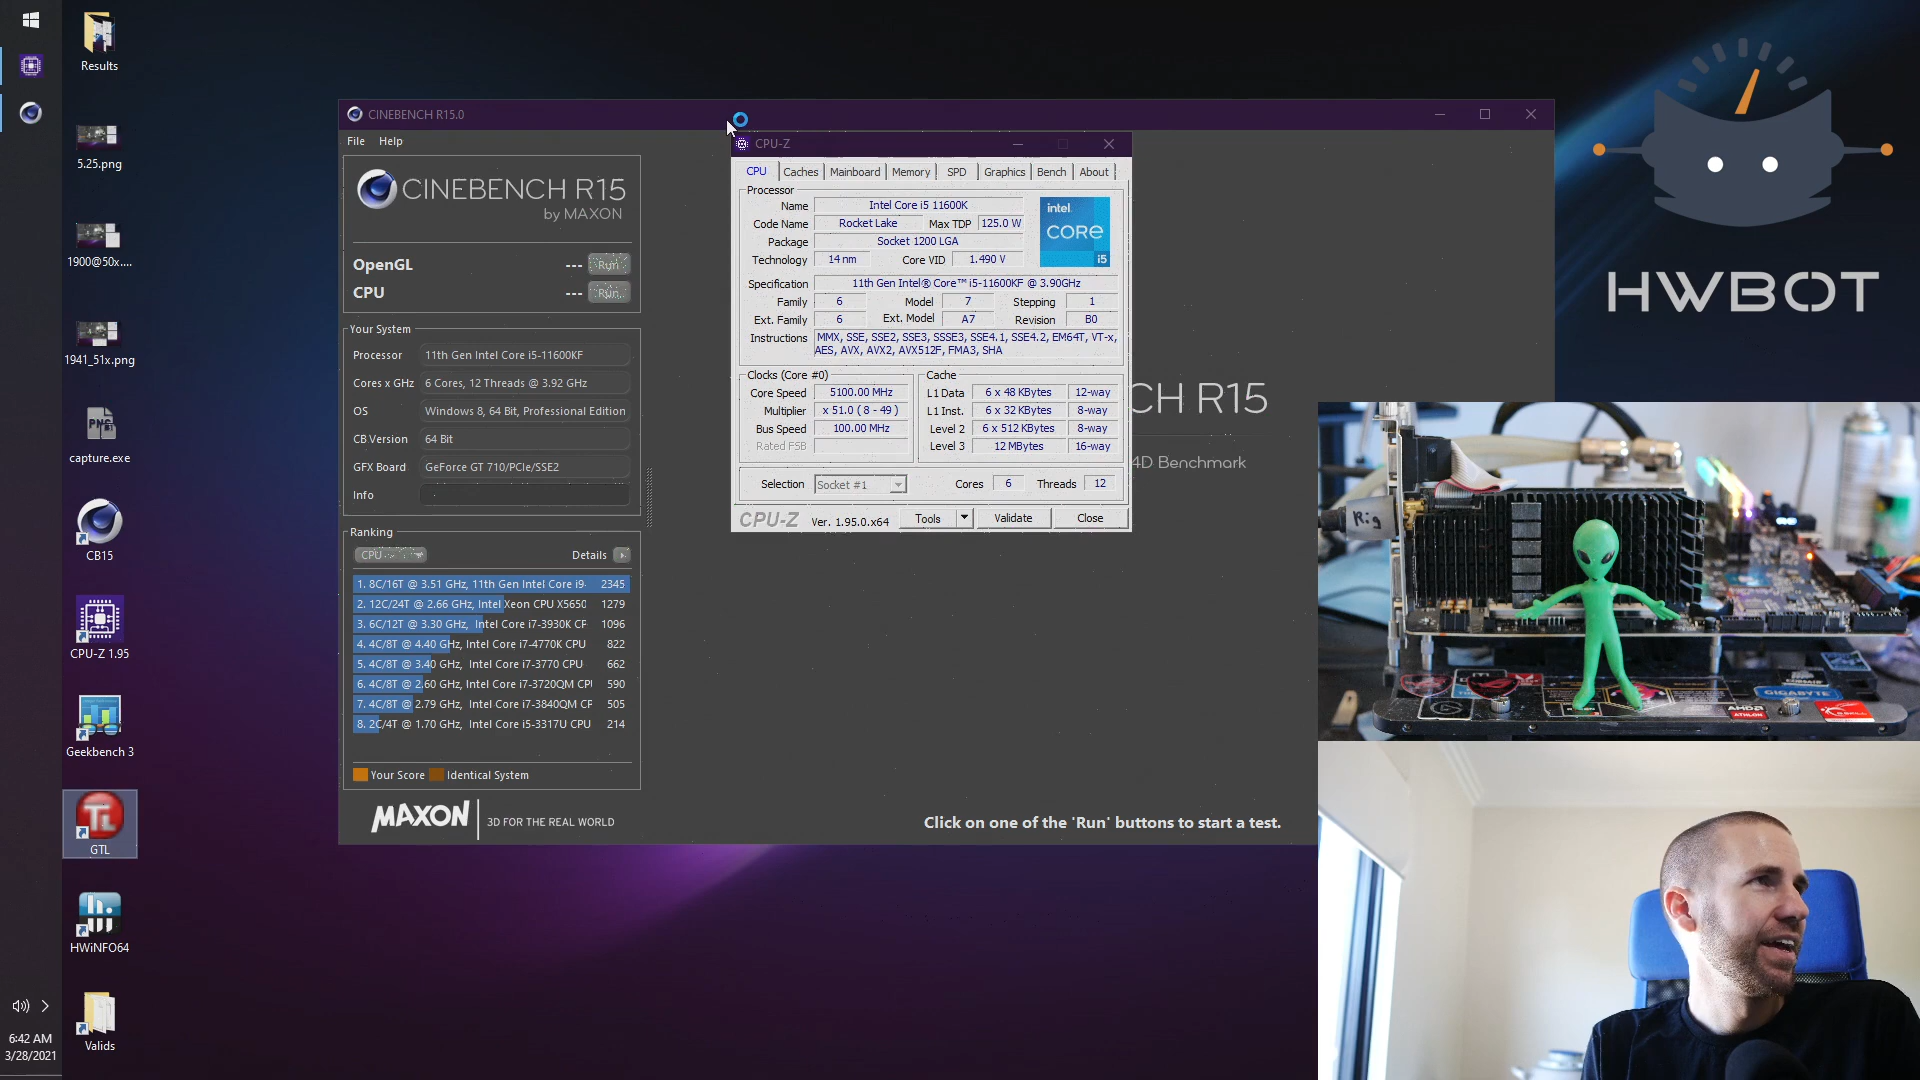 Results
5.25.png
1900@50x....
1941_51x.png
PNG
capture.exe
CB15
CPU-Z 1.95
Geekbench 3
TL
GTL
HWiNFO64
Valids
6:42 AM
3/28/2021
CINEBENCH R15.0
File Help
CINEBENCH R15
by MAXON
OpenGL --- Run
CPU --- Run
Your System
Processor 11th Gen Intel Core i5-11600KF
Cores x GHz 6 Cores, 12 Threads @ 3.92 GHz
OS Windows 8, 64 Bit, Professional Edition
CB Version 64 Bit
GFX Board GeForce GT 710/PCIe/SSE2
Info .
Ranking
CPU Details
1. 8C/16T @ 3.51 GHz, 11th Gen Intel Core i9- 2345
2. 12C/24T @ 2.66 GHz, Intel Xeon CPU X5650 1279
3. 6C/12T @ 3.30 GHz, Intel Core i7-3930K CP 1096
4. 4C/8T @ 4.40 GHz, Intel Core i7-4770K CPU 822
5. 4C/8T @ 3.40 GHz, Intel Core i7-3770 CPU 662
6. 4C/8T @ 2.60 GHz, Intel Core i7-3720QM CPU 590
7. 4C/8T @ 2.79 GHz, Intel Core i7-3840QM CP 505
8. 2C/4T @ 1.70 GHz, Intel Core i5-3317U CPU 214
Your Score Identical System
MAXON 3D FOR THE REAL WORLD
Click on one of the 'Run' buttons to start a test.
CH R15
4D Benchmark
CPU-Z
CPU Caches Mainboard Memory SPD Graphics Bench About
Processor
Name Intel Core i5 11600K
Code Name Rocket Lake Max TDP 125.0 W
Package Socket 1200 LGA
Technology 14 nm Core VID 1.490 V
intel
CORE
i5
Specification 11th Gen Intel® Core™ i5-11600KF @ 3.90GHz
Family 6 Model 7 Stepping 1
Ext. Family 6 Ext. Model A7 Revision B0
Instructions MMX, SSE, SSE2, SSE3, SSSE3, SSE4.1, SSE4.2, EM64T, VT-x,
AES, AVX, AVX2, AVX512F, FMA3, SHA
Clocks (Core #0)
Core Speed 5100.00 MHz
Multiplier x 51.0 ( 8 - 49 )
Bus Speed 100.00 MHz
Rated FSB
Cache
L1 Data 6 x 48 KBytes 12-way
L1 Inst. 6 x 32 KBytes 8-way
Level 2 6 x 512 KBytes 8-way
Level 3 12 MBytes 16-way
Selection Socket #1 Cores 6 Threads 12
CPU-Z Ver. 1.95.0.x64 Tools Validate Close
HWBOT
Rig
GIGABYTE
AMD
ATHLON